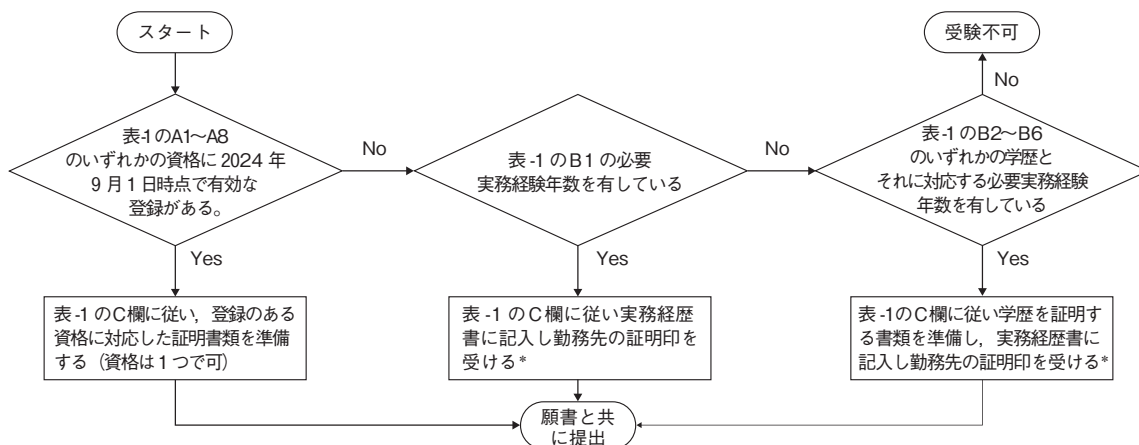 スタート
受験不可
No
表-1のA1〜A8
のいずれかの資格に2024年
9月1日時点で有効な
登録がある。
No
表-1のB1の必要
実務経験年数を有している
No
表-1のB2〜B6
のいずれかの学歴と
それに対応する必要実務経験
年数を有している
Yes
Yes
Yes
表-1のC欄に従い，登録のある
資格に対応した証明書類を準備
する（資格は1つで可）
表-1のC欄に従い実務経歴
書に記入し勤務先の証明印を
受ける*
表-1のC欄に従い学歴を証明す
る書類を準備し，実務経歴書に
記入し勤務先の証明印を受ける*
願書と共
に提出